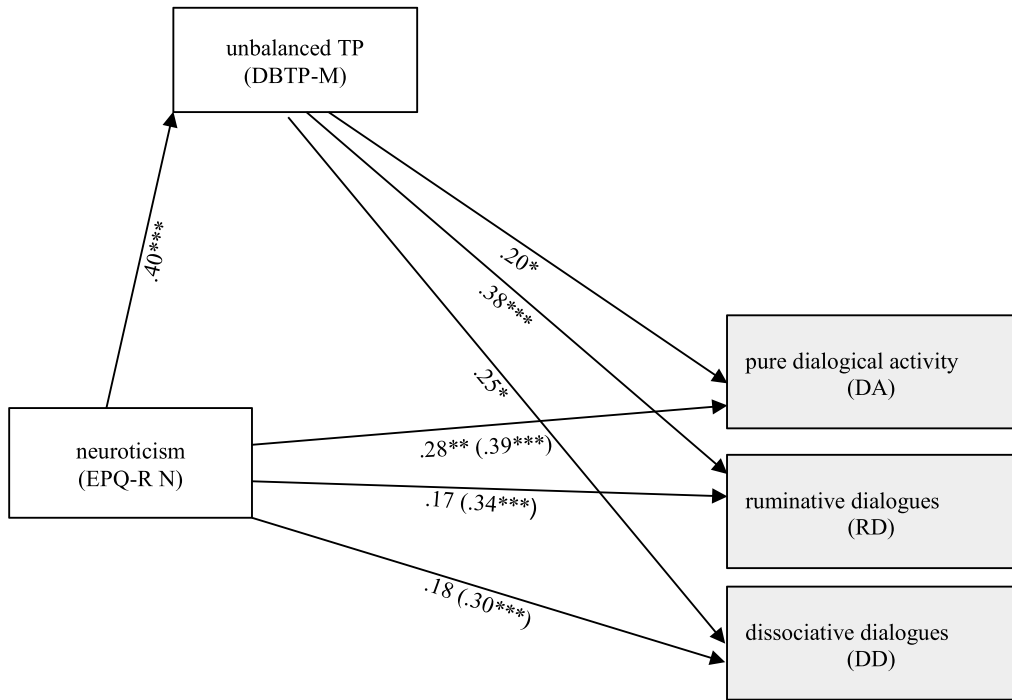 unbalanced TP
(DBTP-M)
.40***
.20*
.38***
.25*
pure dialogical activity
(DA)
neuroticism
(EPQ-R N)
.28** (.39***)
.17 (.34***)
ruminative dialogues
(RD)
.18 (.30***)
dissociative dialogues
(DD)